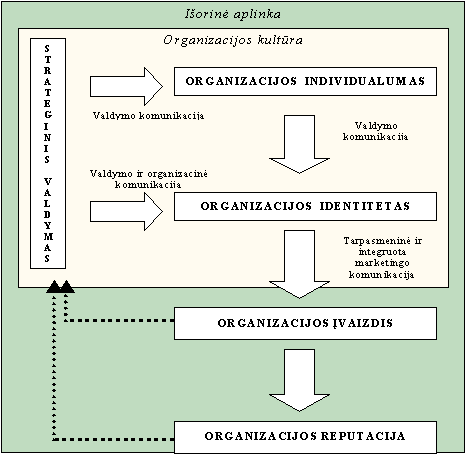 Išorinė aplinka
Organizacijos kultūra
STRATEGINIS VALDYMAS
ORGANIZACIJOS INDIVIDUALUMAS
Valdymo komunikacija
Valdymo
komunikacija
Valdymo ir organizacinė
komunikacija
ORGANIZACIJOS IDENTITETAS
Tarpasmeninė ir
integruota
marketingo
komunikacija
ORGANIZACIJOS ĮVAIZDIS
ORGANIZACIJOS REPUTACIJA